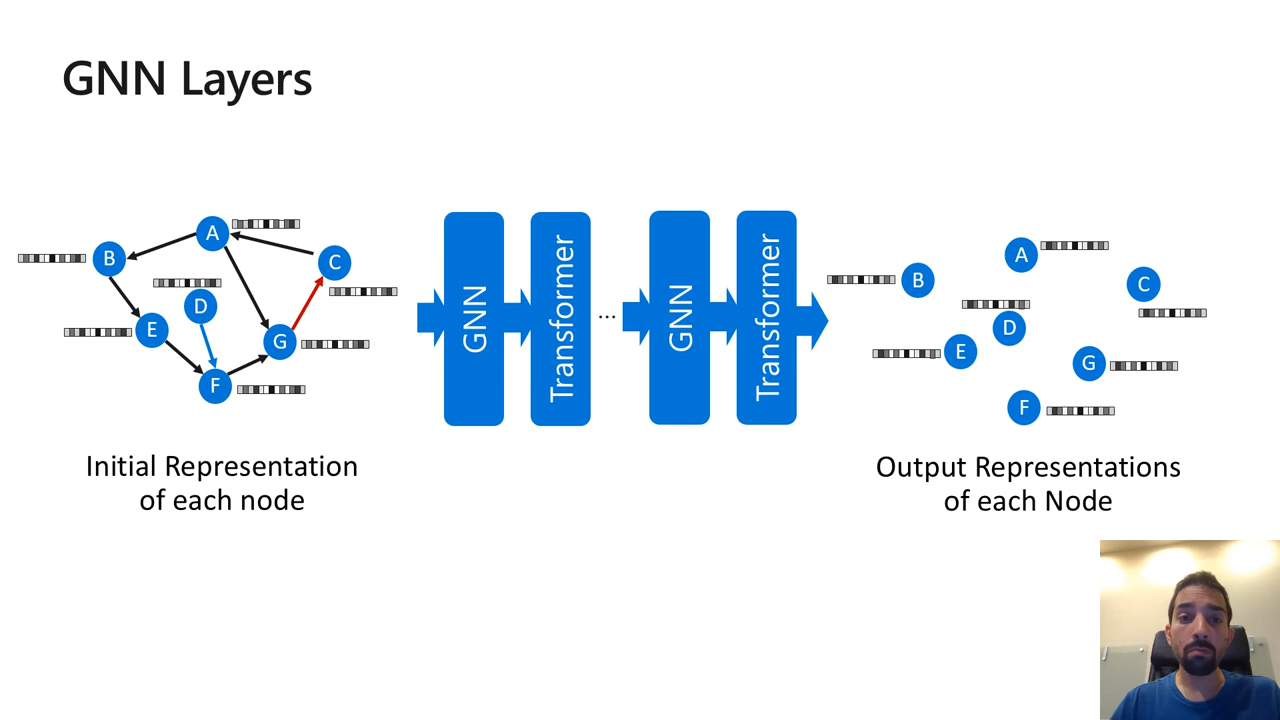 GNN Layers
A
B
C
D
E
G
F
GNN
Transformer
...
GNN
Transformer
A
B
C
D
E
G
F
Initial Representation
of each node
Output Representations
of each Node